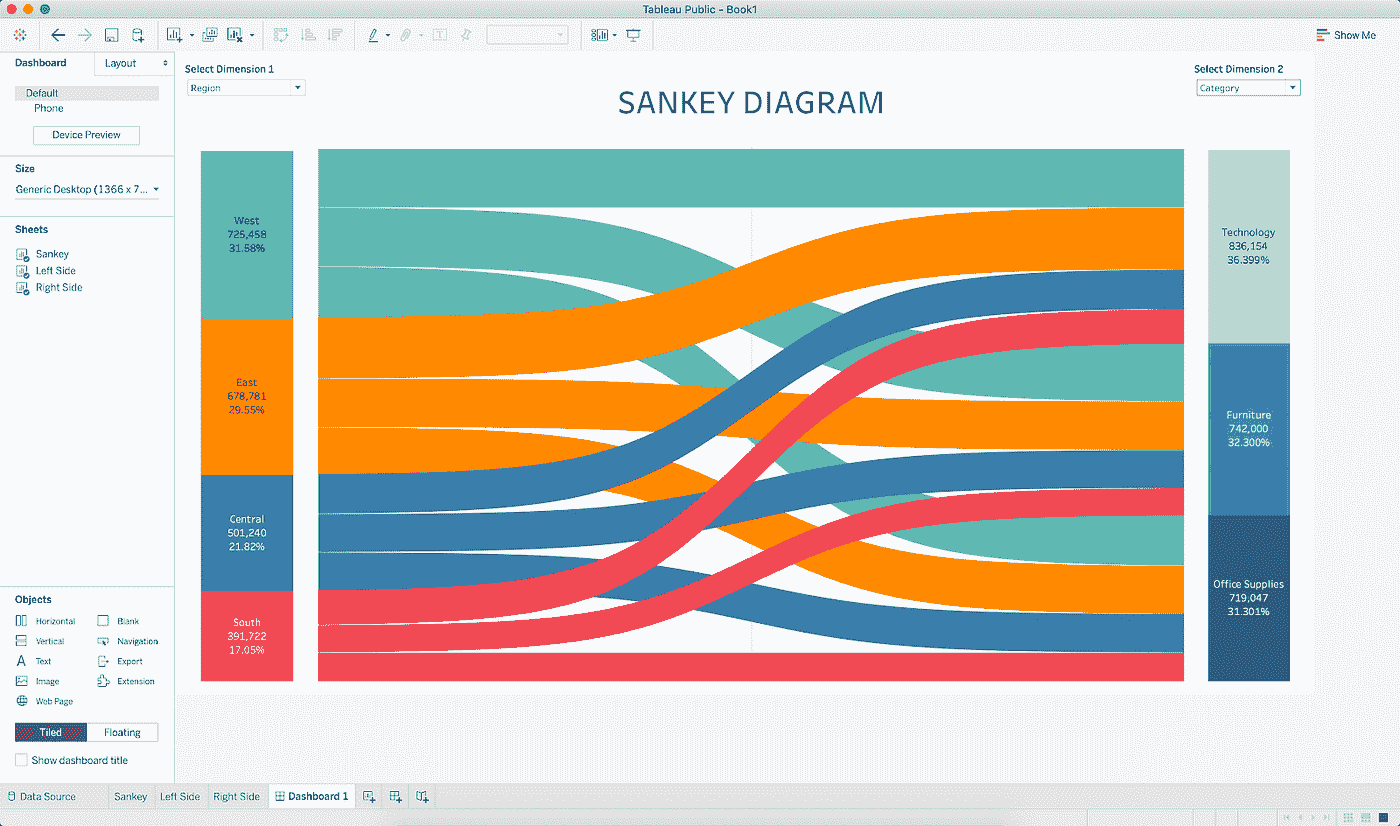 Tableau Public - Book1
Show Me
Dashboard
Layout
Default
Phone
Device Preview
Size
Generic Desktop (1366 x 7...
Sheets
Sankey
Left Side
Right Side
Objects
Horizontal
Blank
Vertical
Navigation
Text
Export
Image
Extension
Web Page
Tiled
Floating
Show dashboard title
Select Dimension 1
Region
SANKEY DIAGRAM
Select Dimension 2
Category
West
725,458
31.58%
East
678,781
29.55%
Central
501,240
21.82%
South
391,722
17.05%
Technology
836,154
36.399%
Furniture
742,000
32.300%
Office Supplies
719,047
31.301%
Data Source
Sankey
Left Side
Right Side
Dashboard 1